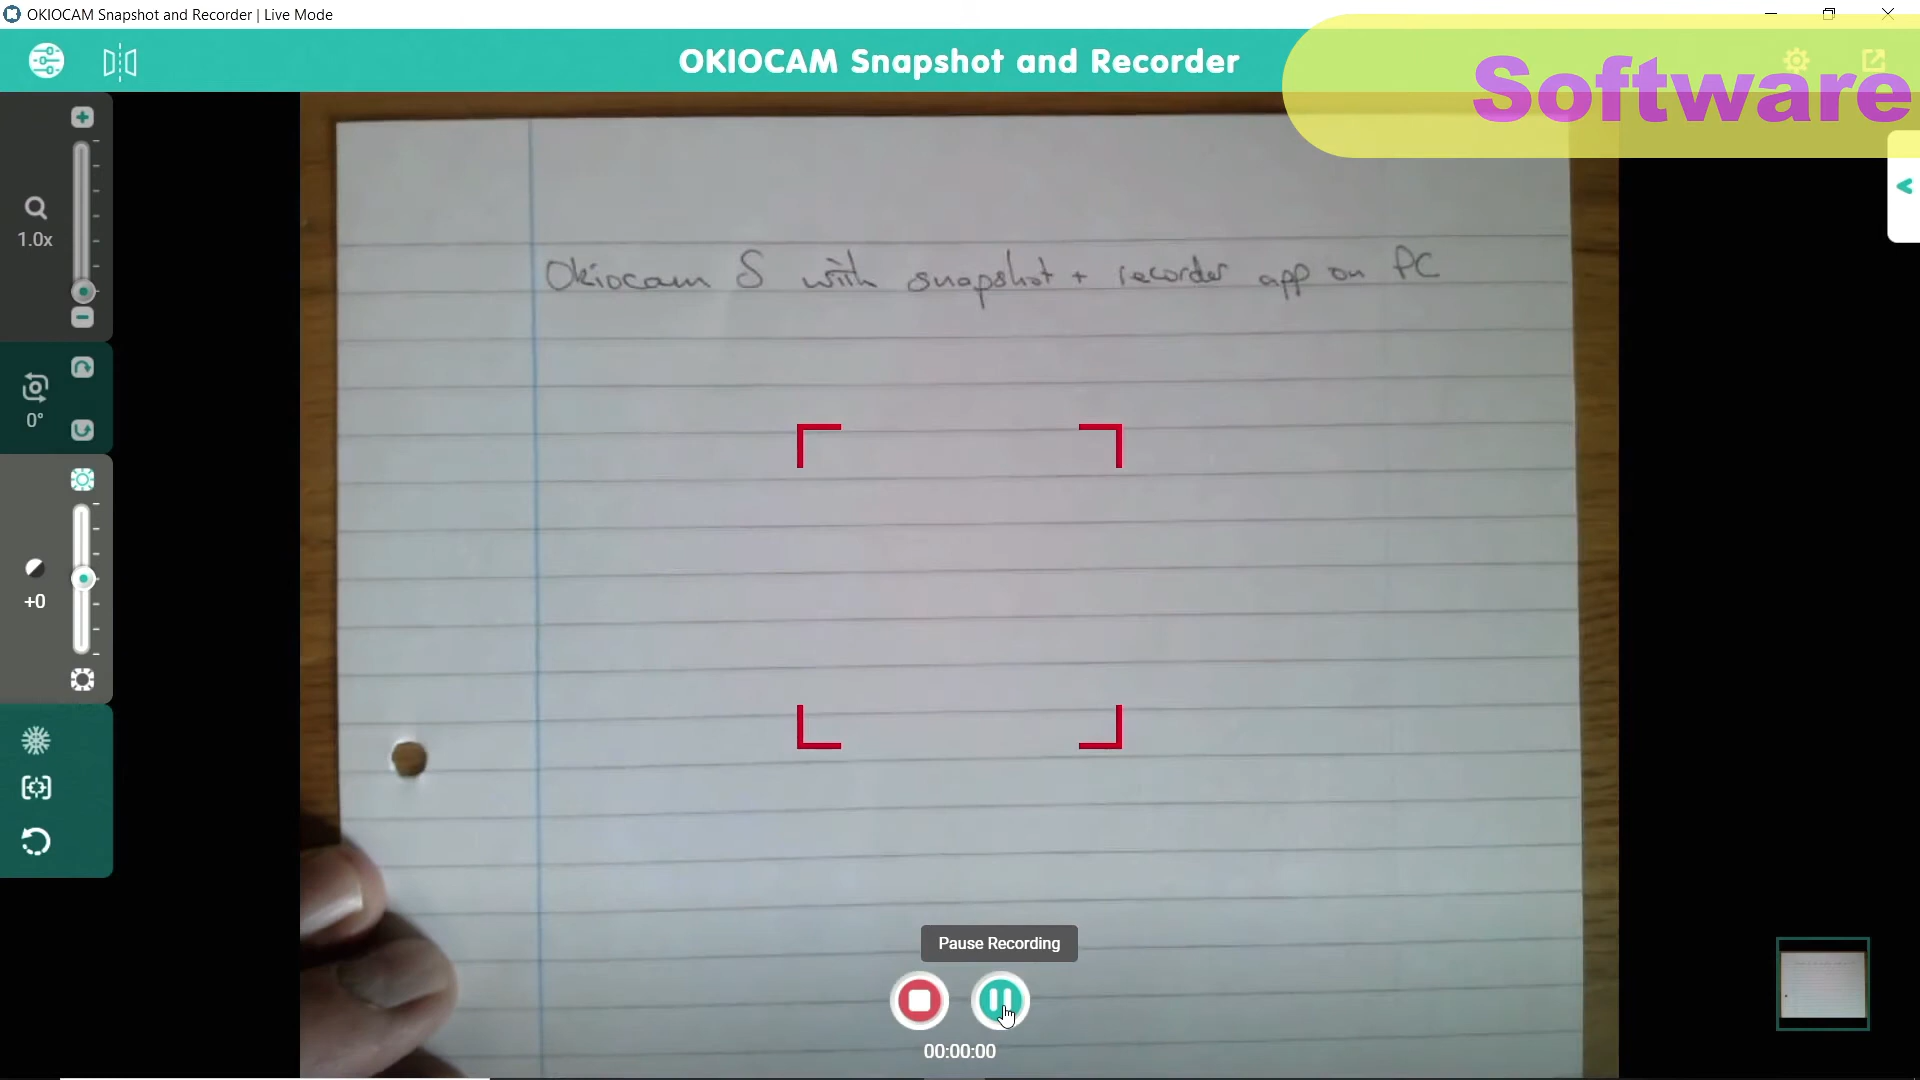 OKIOCAM Snapshot and Recorder | Live Mode
OKIOCAM Snapshot and Recorder
Software
1.0x
0°
+0
Okiocam S with snapshot + recorder app on PC
Pause Recording
00:00:00